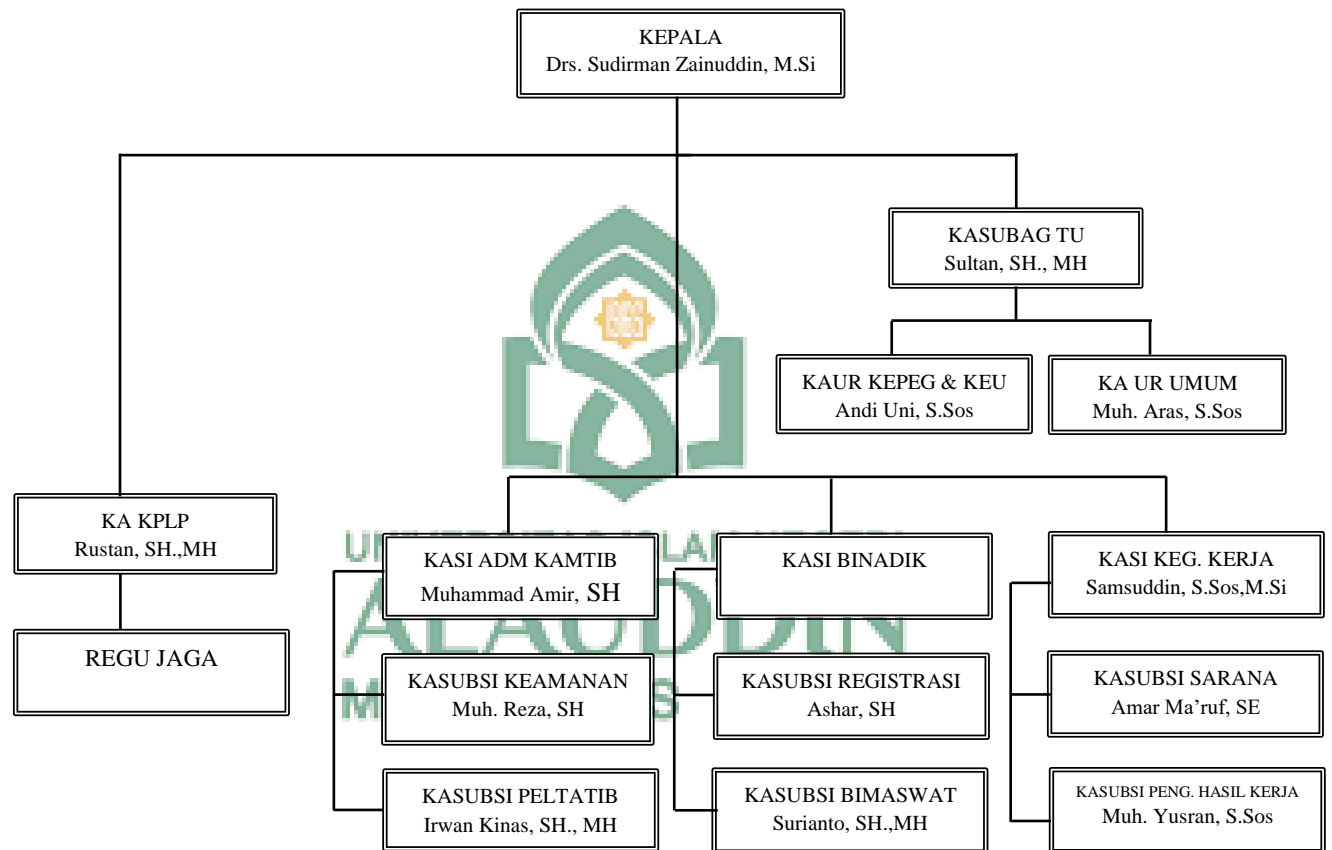 KEPALA
Drs. Sudirman Zainuddin, M.Si
KASUBAG TU
Sultan, SH., MH
KAUR KEPEG & KEU
Andi Uni, S.Sos
KA UR UMUM
Muh. Aras, S.Sos
KA KPLP
Rustan, SH.,MH
REGU JAGA
KASI ADM KAMTIB
Muhammad Amir, SH
KASI BINADIK
KASI KEG. KERJA
Samsuddin, S.Sos,M.Si
KASUBSI KEAMANAN
Muh. Reza, SH
KASUBSI REGISTRASI
Ashar, SH
KASUBSI SARANA
Amar Ma’ruf, SE
KASUBSI PELTATIB
Irwan Kinas, SH., MH
KASUBSI BIMASWAT
Surianto, SH.,MH
KASUBSI PENG. HASIL KERJA
Muh. Yusran, S.Sos
ALAUDDIN